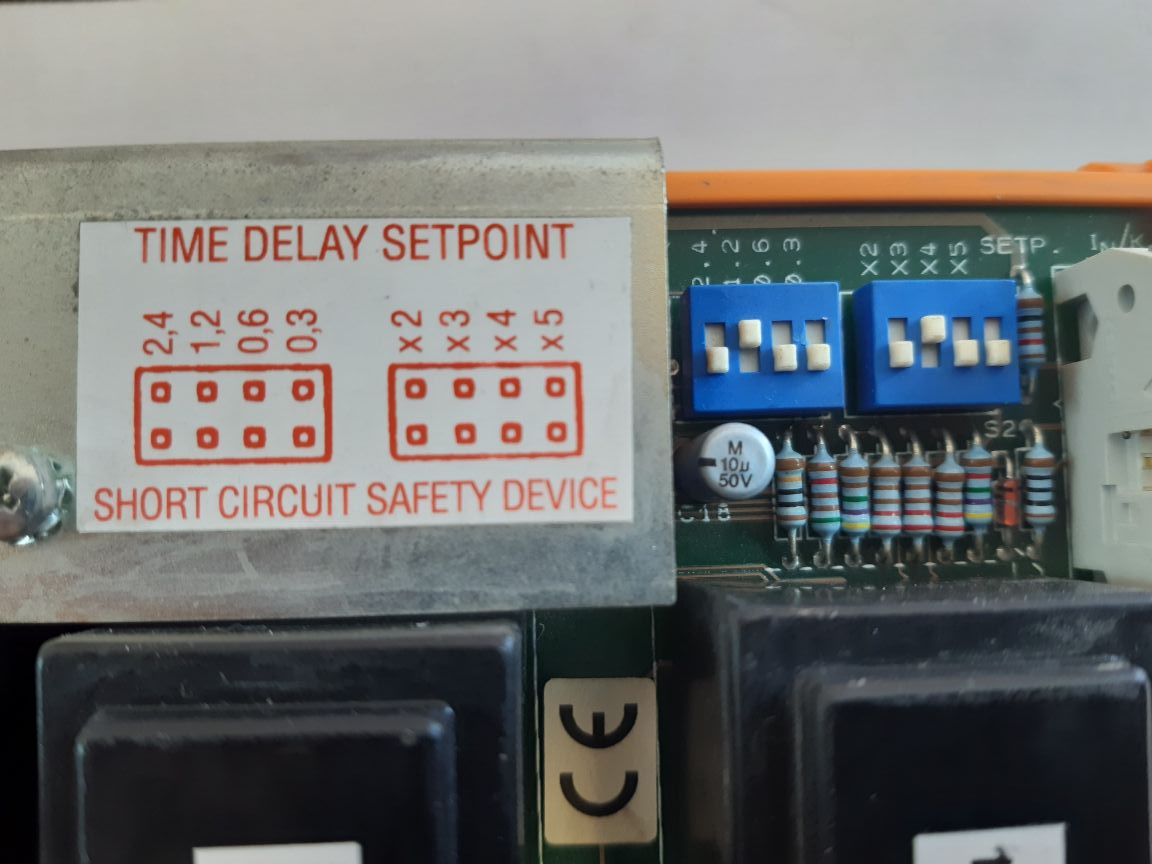 TIME DELAY SETPOINT
2,4 1,2 0,6 0,3 x2 x3 x4 x5
SHORT CIRCUIT SAFETY DEVICE
2.4 1.2 0.6 0.3 X2 X3 X4 X5 SETP.
S2
M
10µ
50V
C18
CE